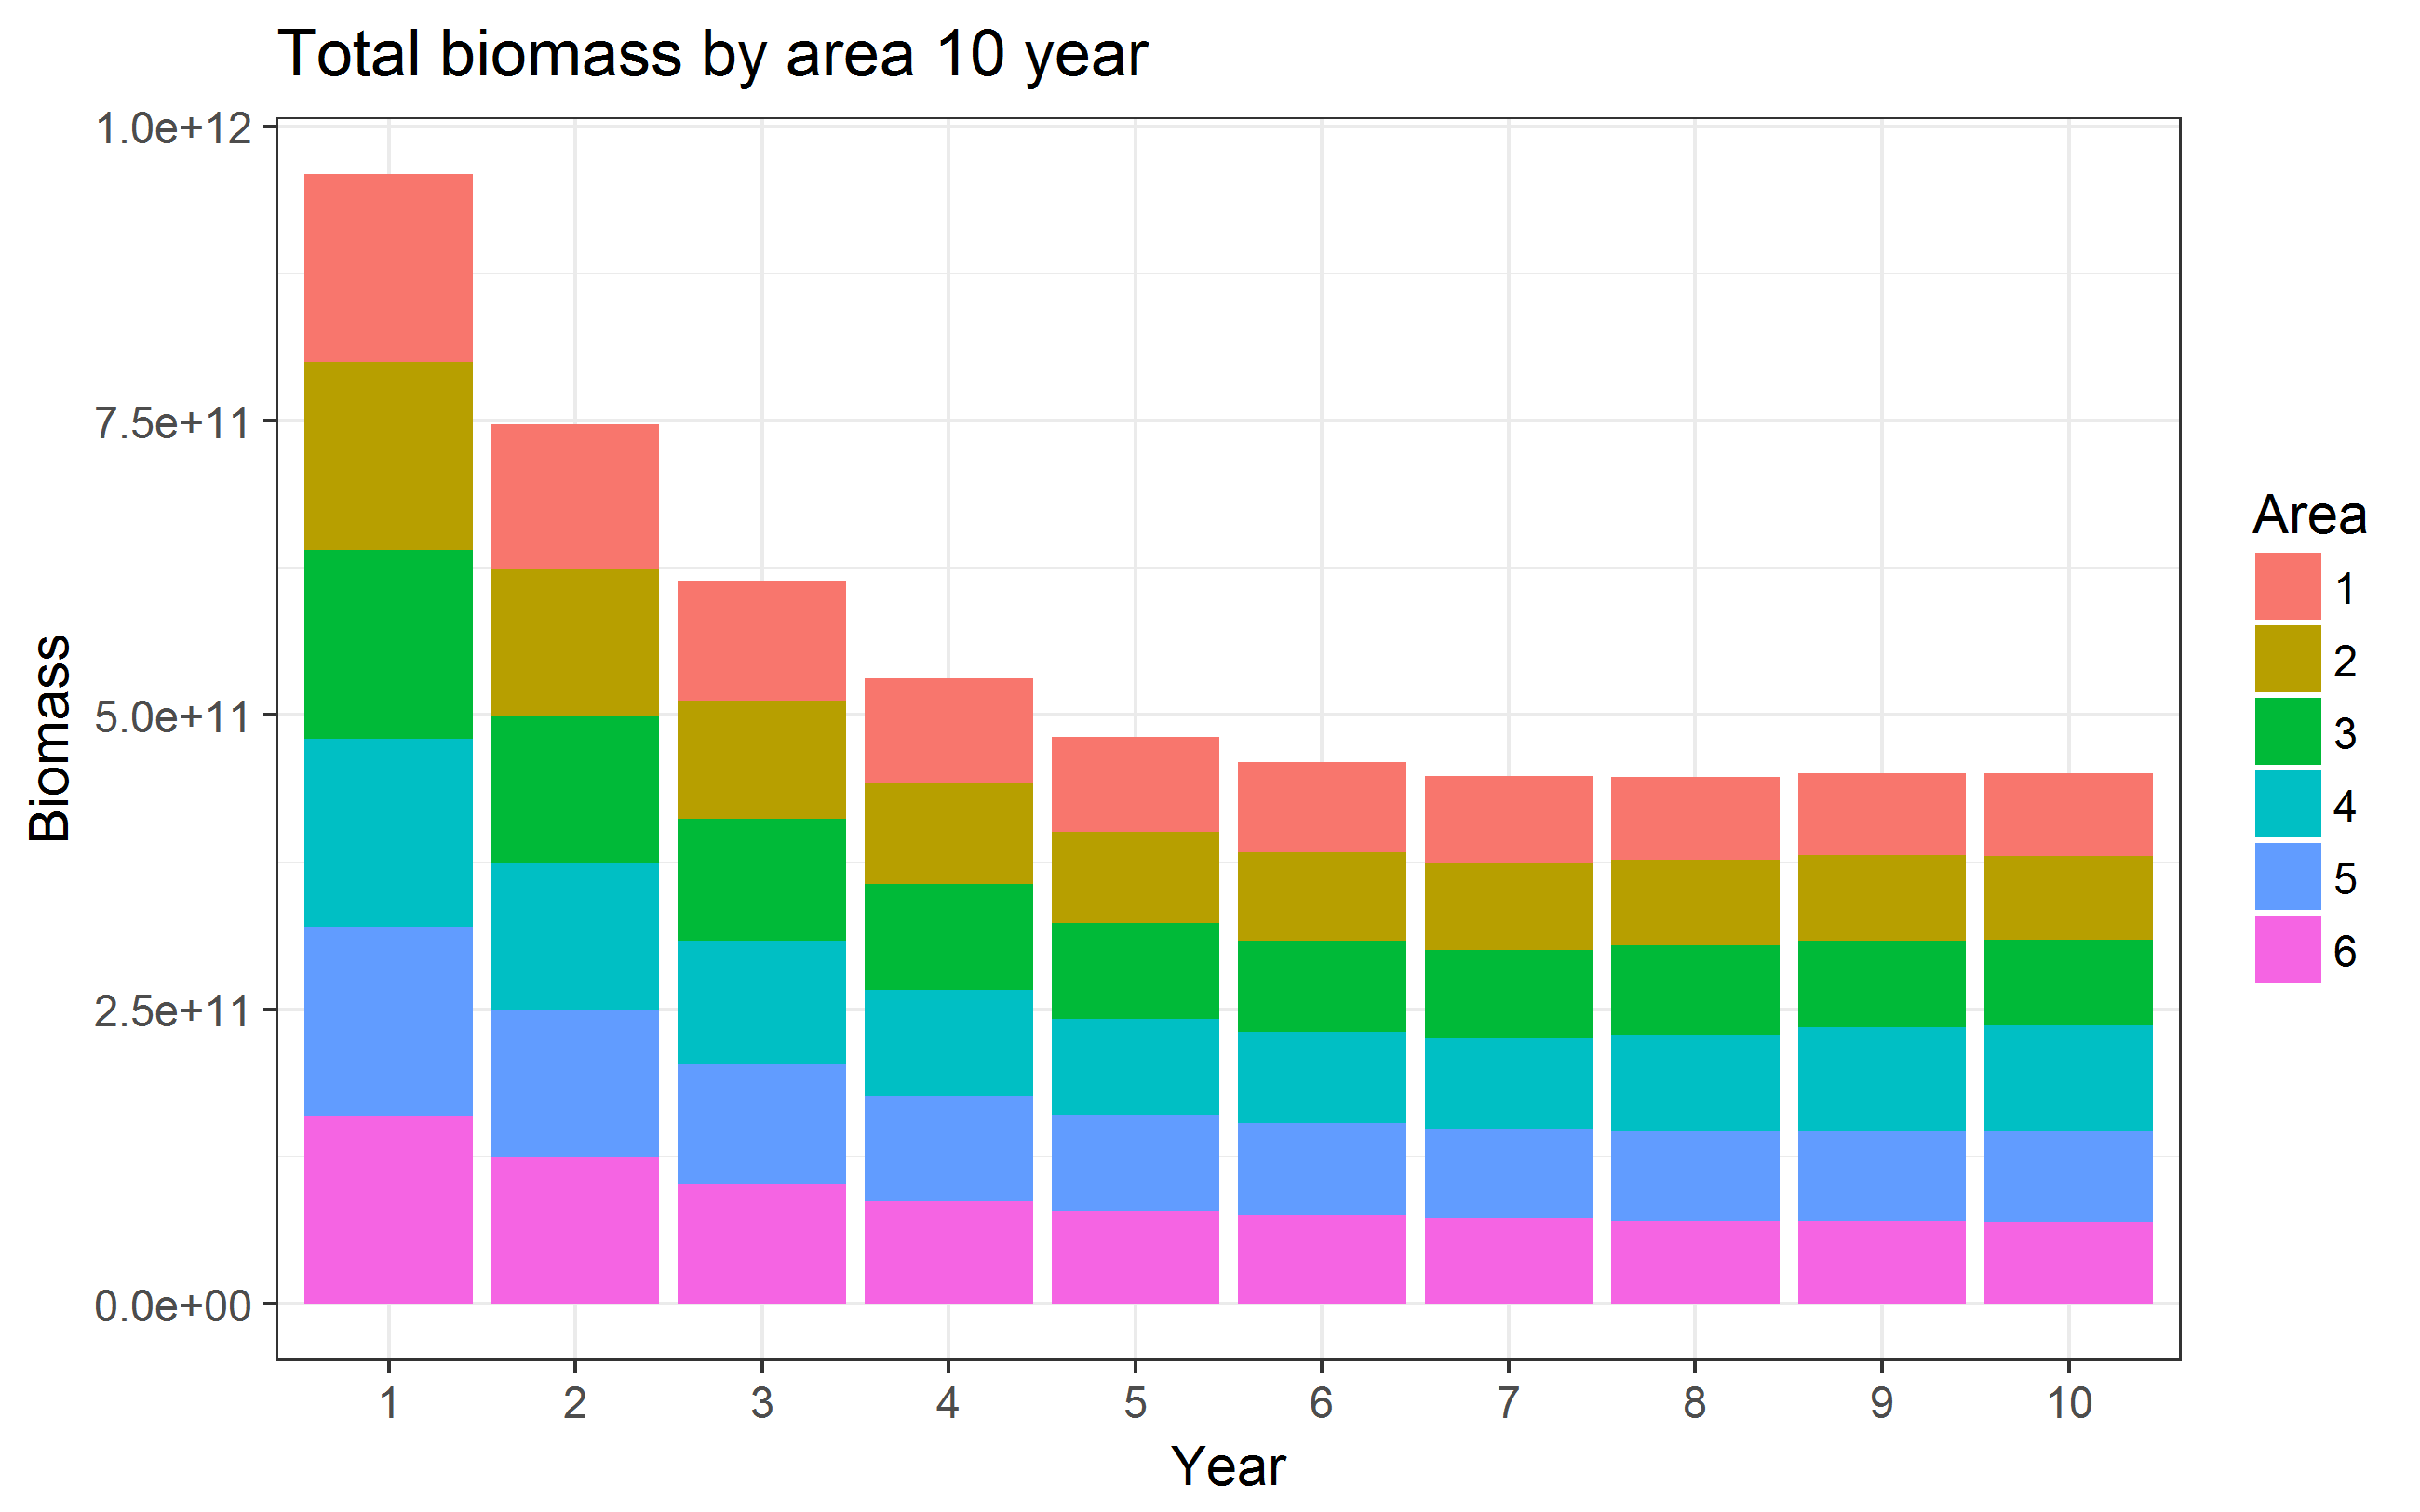 Total biomass by area 10 year
1.0e+12
7.5e+11
5.0e+11
2.5e+11
0.0e+00
Biomass
1 2 3 4 5 6 7 8 9 10
Year
Area
1
2
3
4
5
6